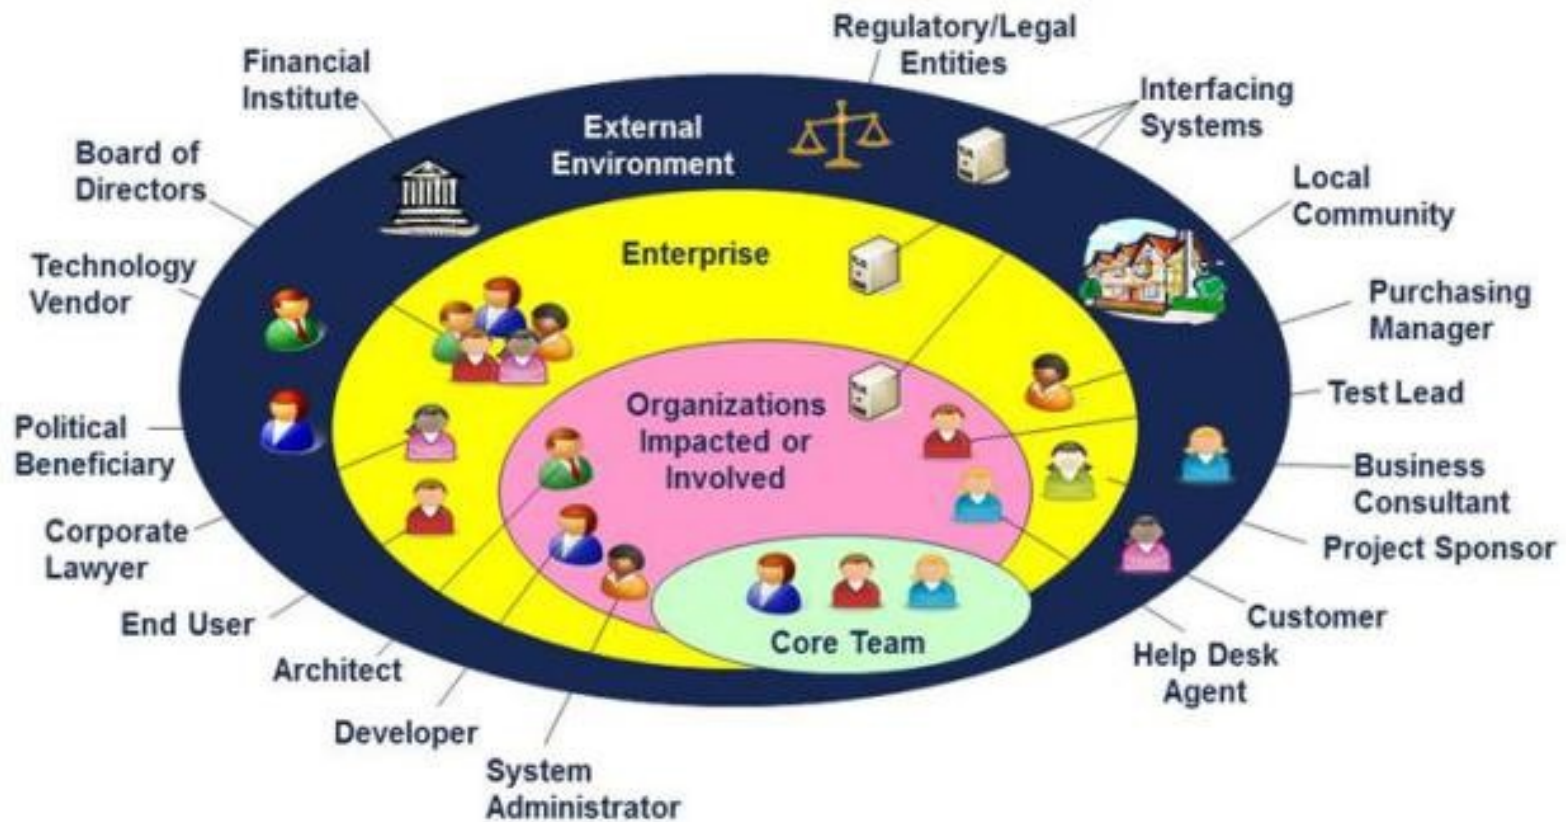 Regulatory/Legal
Entities
Financial
Institute
Interfacing
Systems
External
Environment
Board of
Directors
Local
Community
Enterprise
Technology
Vendor
Purchasing
Manager
Organizations
Impacted or
Involved
Test Lead
Political
Beneficiary
Business
Consultant
Corporate
Lawyer
Project Sponsor
End User
Customer
Core Team
Architect
Help Desk
Agent
Developer
System
Administrator